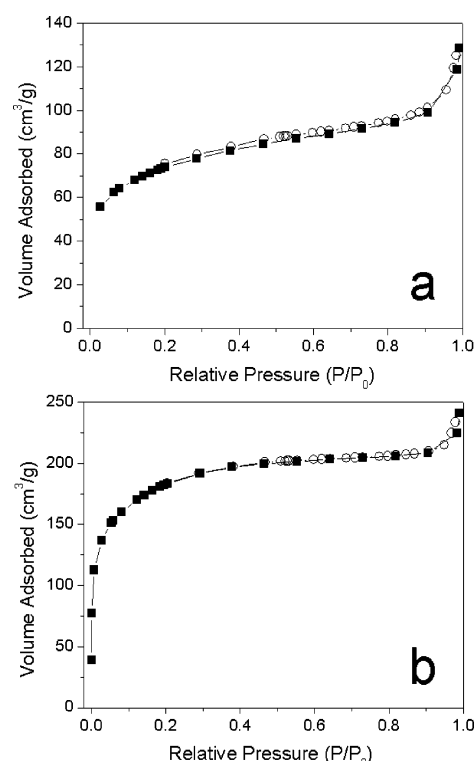 140
120
100
80
60
40
20
0
Volume Adsorbed (cm³/g)
a
0.0 0.2 0.4 0.6 0.8 1.0
Relative Pressure (P/P₀)
250
200
150
100
50
0
Volume Adsorbed (cm³/g)
b
0.0 0.2 0.4 0.6 0.8 1.0
Relative Pressure (P/P₀)